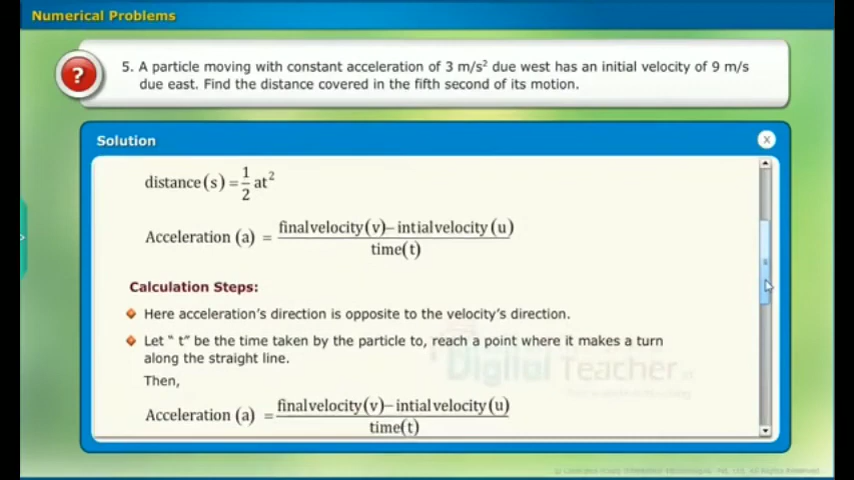 Numerical Problems
?
5. A particle moving with constant acceleration of 3 m/s² due west has an initial velocity of 9 m/s
due east. Find the distance covered in the fifth second of its motion.
Solution
X
distance(s) = 1/2 at²
Acceleration (a) = finalvelocity(v)–intialvelocity(u) / time(t)
Calculation Steps:
Here acceleration's direction is opposite to the velocity's direction.
Let “ t” be the time taken by the particle to, reach a point where it makes a turn
along the straight line.
Then,
Acceleration (a) = finalvelocity(v)–intialvelocity(u) / time(t)
Digital Teacher